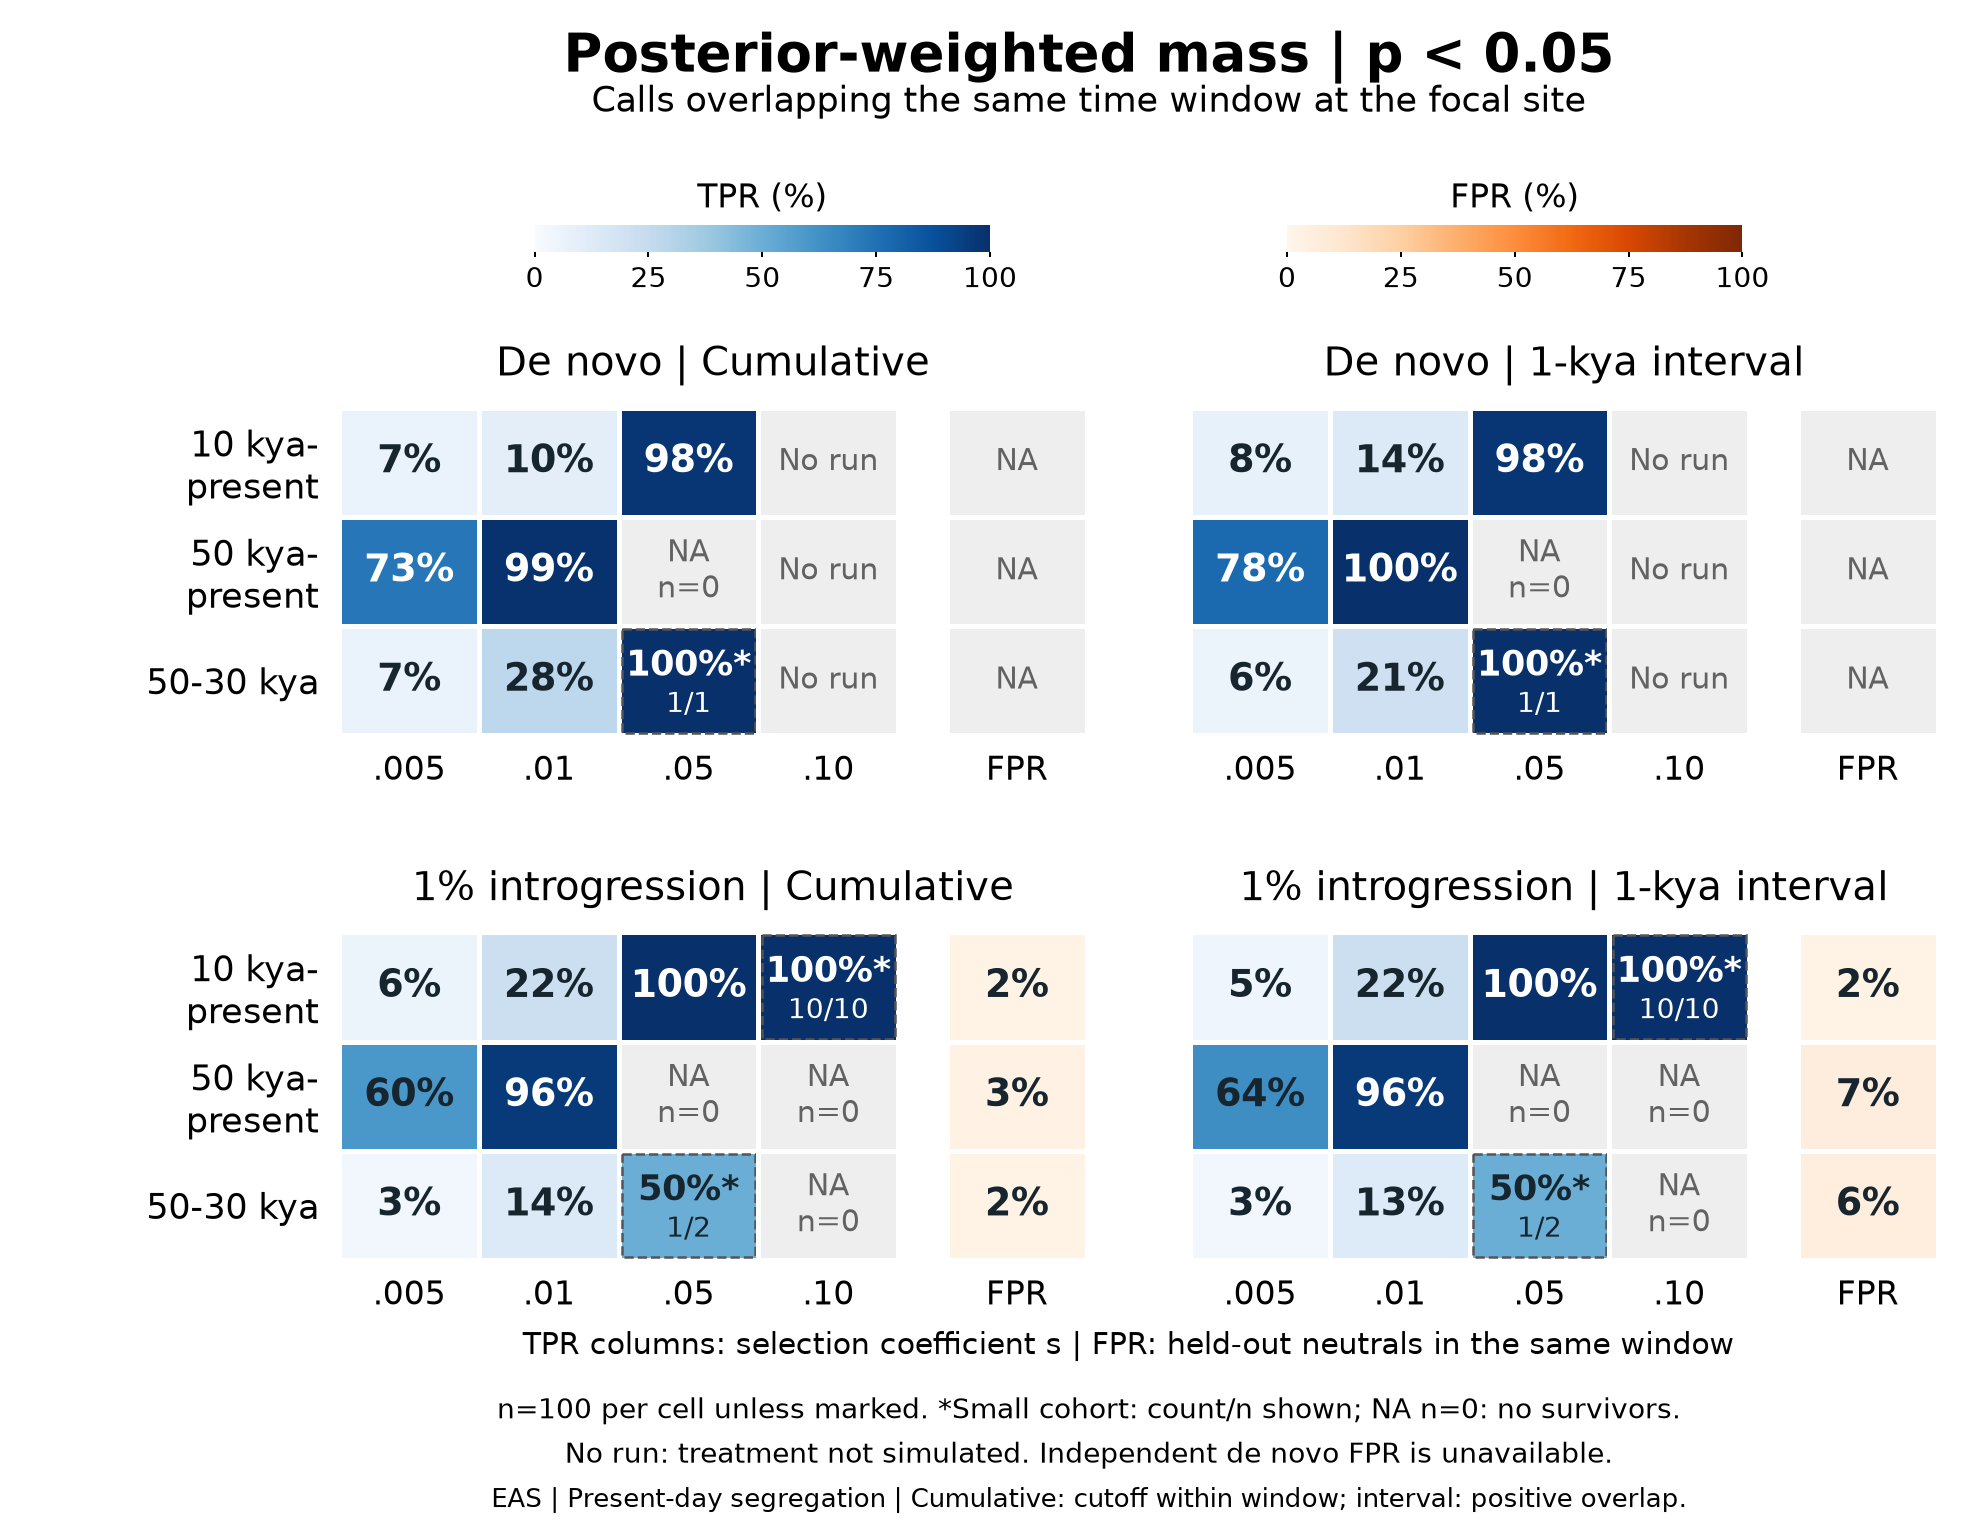 Posterior-weighted mass | p < 0.05
Calls overlapping the same time window at the focal site
TPR (%)
0 25 50 75 100
FPR (%)
0 25 50 75 100
De novo | Cumulative
10 kya-
present
7% 10% 98% No run NA
50 kya-
present
73% 99% NA
n=0 No run NA
50-30 kya
7% 28% 100%*
1/1 No run NA
.005 .01 .05 .10 FPR
De novo | 1-kya interval
8% 14% 98% No run NA
78% 100% NA
n=0 No run NA
6% 21% 100%*
1/1 No run NA
.005 .01 .05 .10 FPR
1% introgression | Cumulative
10 kya-
present
6% 22% 100% 100%*
10/10 2%
50 kya-
present
60% 96% NA
n=0 NA
n=0 3%
50-30 kya
3% 14% 50%*
1/2 NA
n=0 2%
.005 .01 .05 .10 FPR
1% introgression | 1-kya interval
5% 22% 100% 100%*
10/10 2%
64% 96% NA
n=0 NA
n=0 7%
3% 13% 50%*
1/2 NA
n=0 6%
.005 .01 .05 .10 FPR
TPR columns: selection coefficient s | FPR: held-out neutrals in the same window
n=100 per cell unless marked. *Small cohort: count/n shown; NA n=0: no survivors.
No run: treatment not simulated. Independent de novo FPR is unavailable.
EAS | Present-day segregation | Cumulative: cutoff within window; interval: positive overlap.